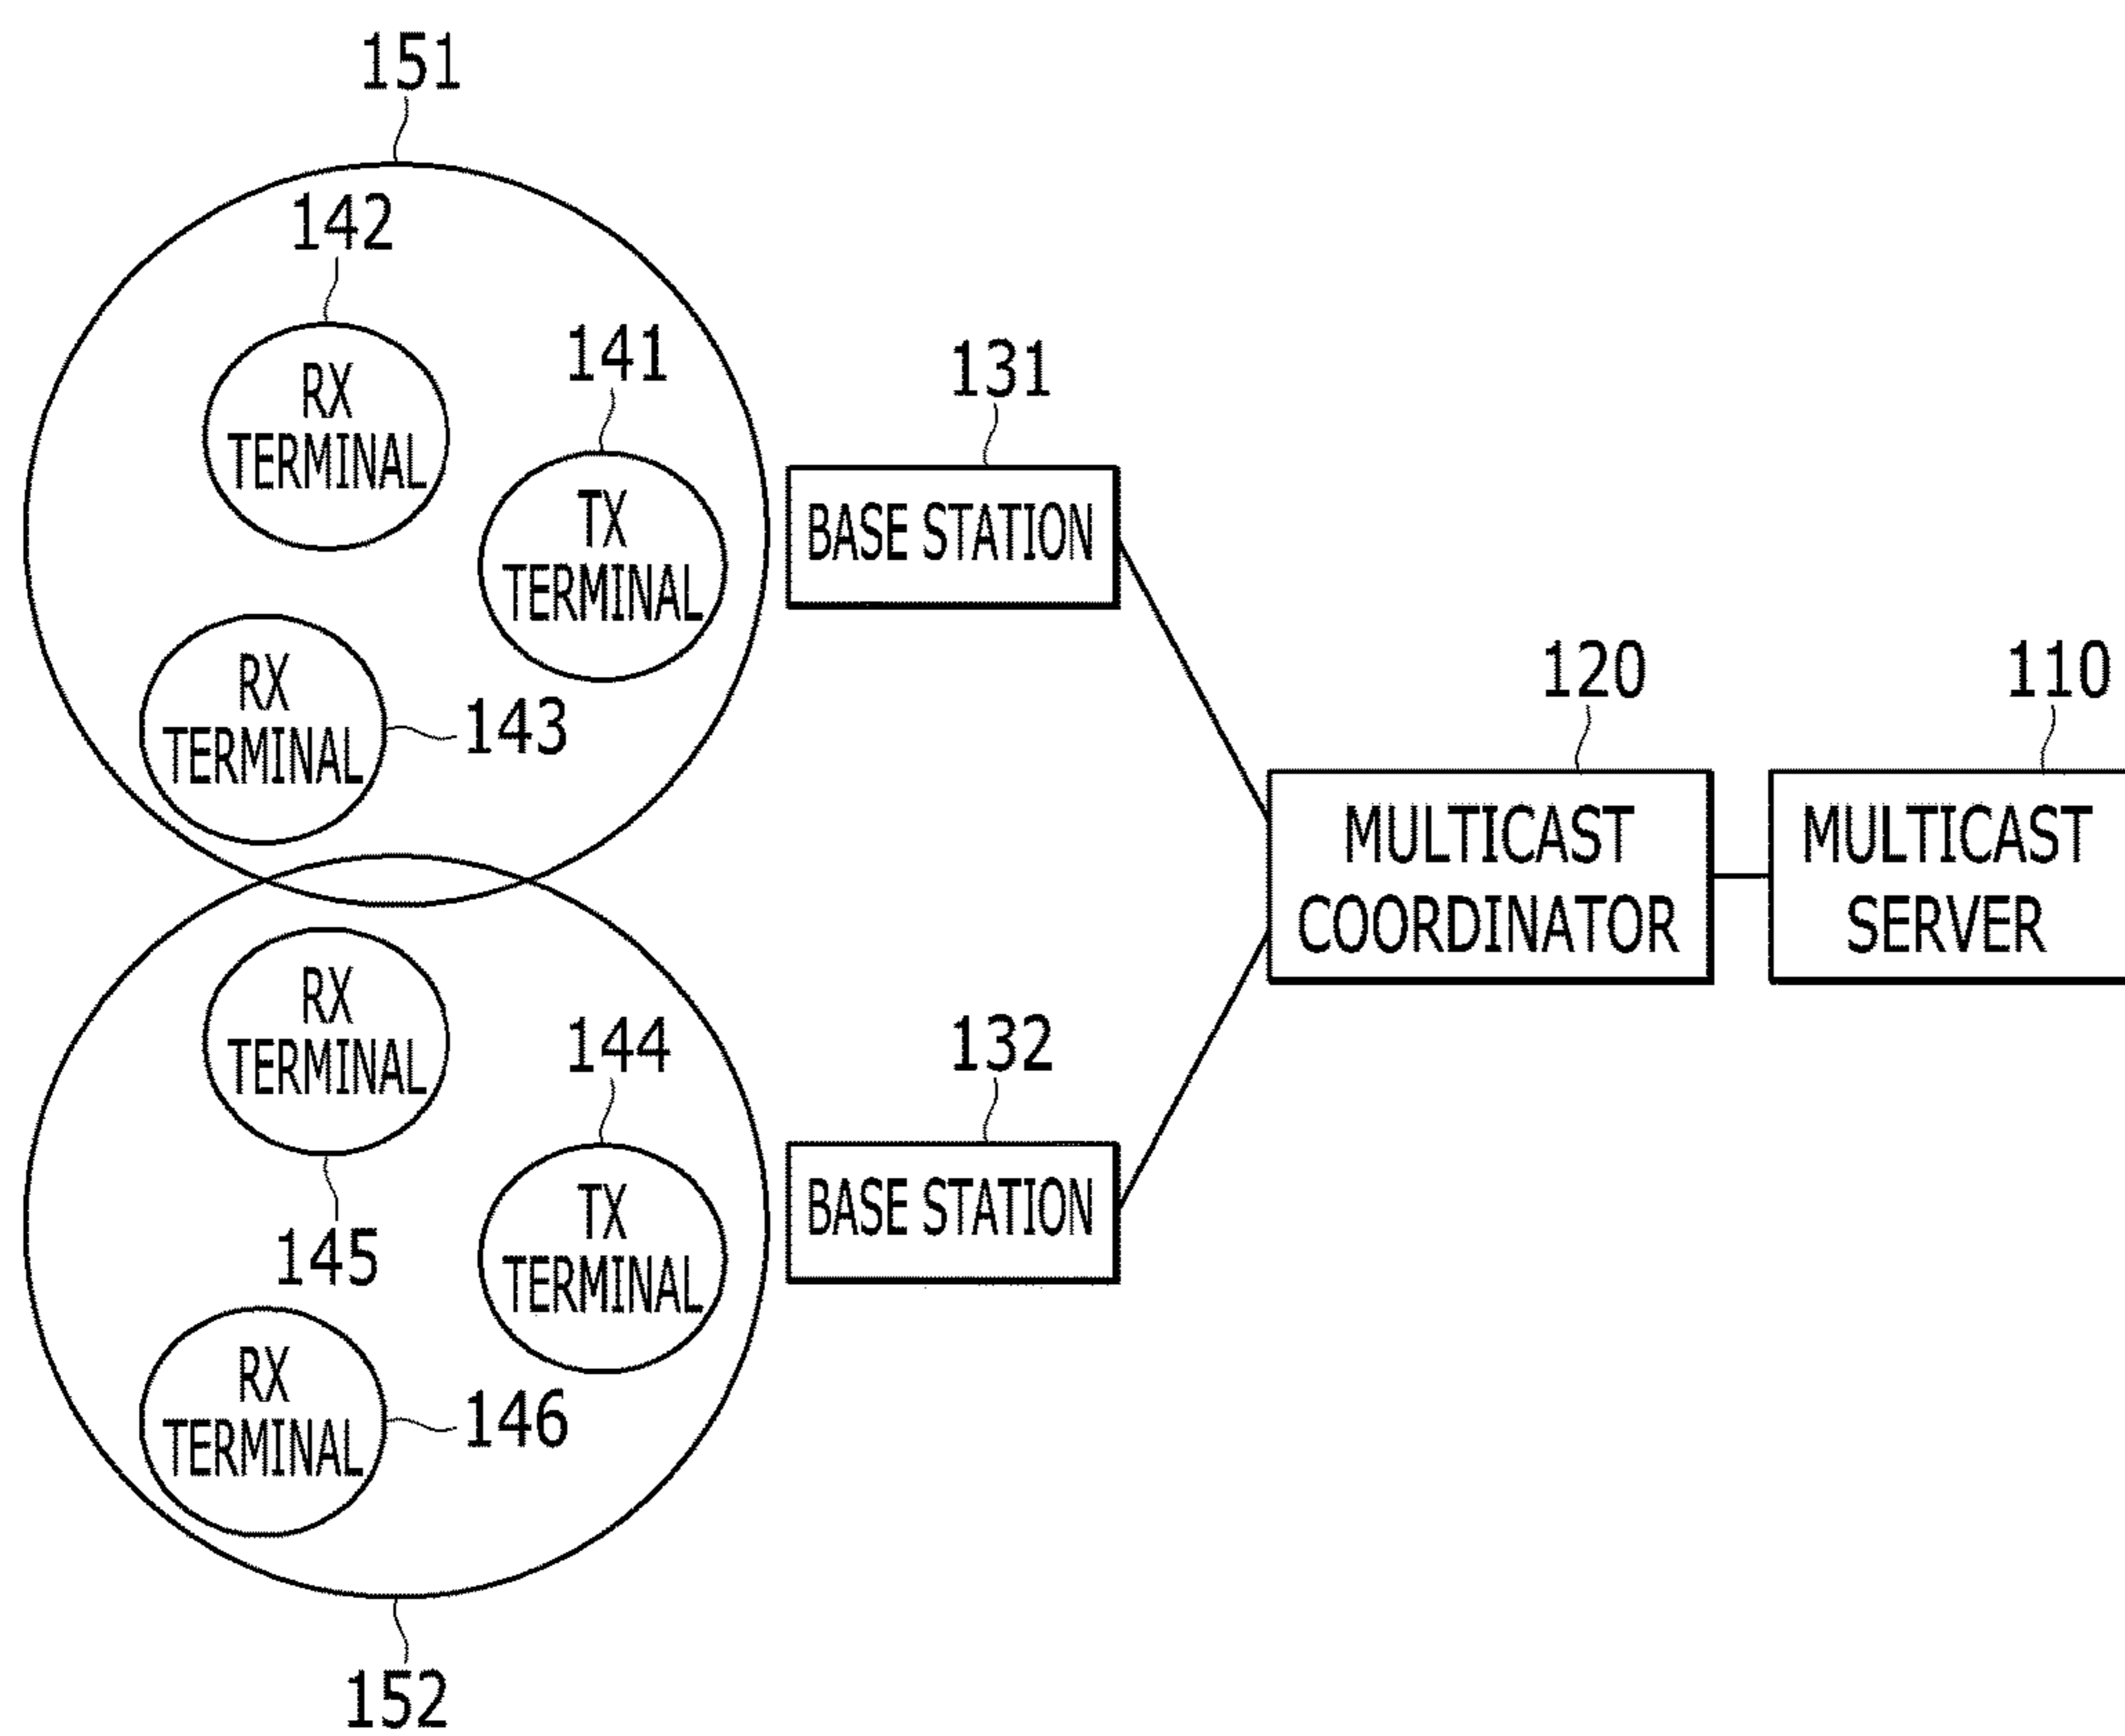 151
142
RX
TERMINAL
141
TX
TERMINAL
RX
TERMINAL
143
131
BASE STATION
120
MULTICAST
COORDINATOR
110
MULTICAST
SERVER
RX
TERMINAL
145
144
TX
TERMINAL
132
BASE STATION
RX
TERMINAL
146
152